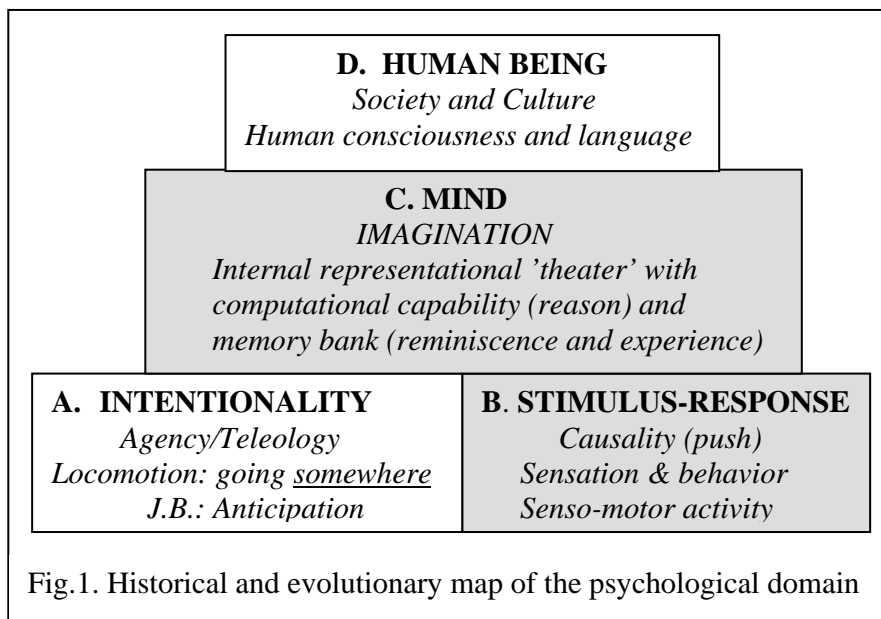 D. HUMAN BEING
Society and Culture
Human consciousness and language
C. MIND
IMAGINATION
Internal representational ’theater’ with
computational capability (reason) and
memory bank (reminiscence and experience)
A. INTENTIONALITY
Agency/Teleology
Locomotion: going somewhere
J.B.: Anticipation
B. STIMULUS-RESPONSE
Causality (push)
Sensation & behavior
Senso-motor activity
Fig.1. Historical and evolutionary map of the psychological domain